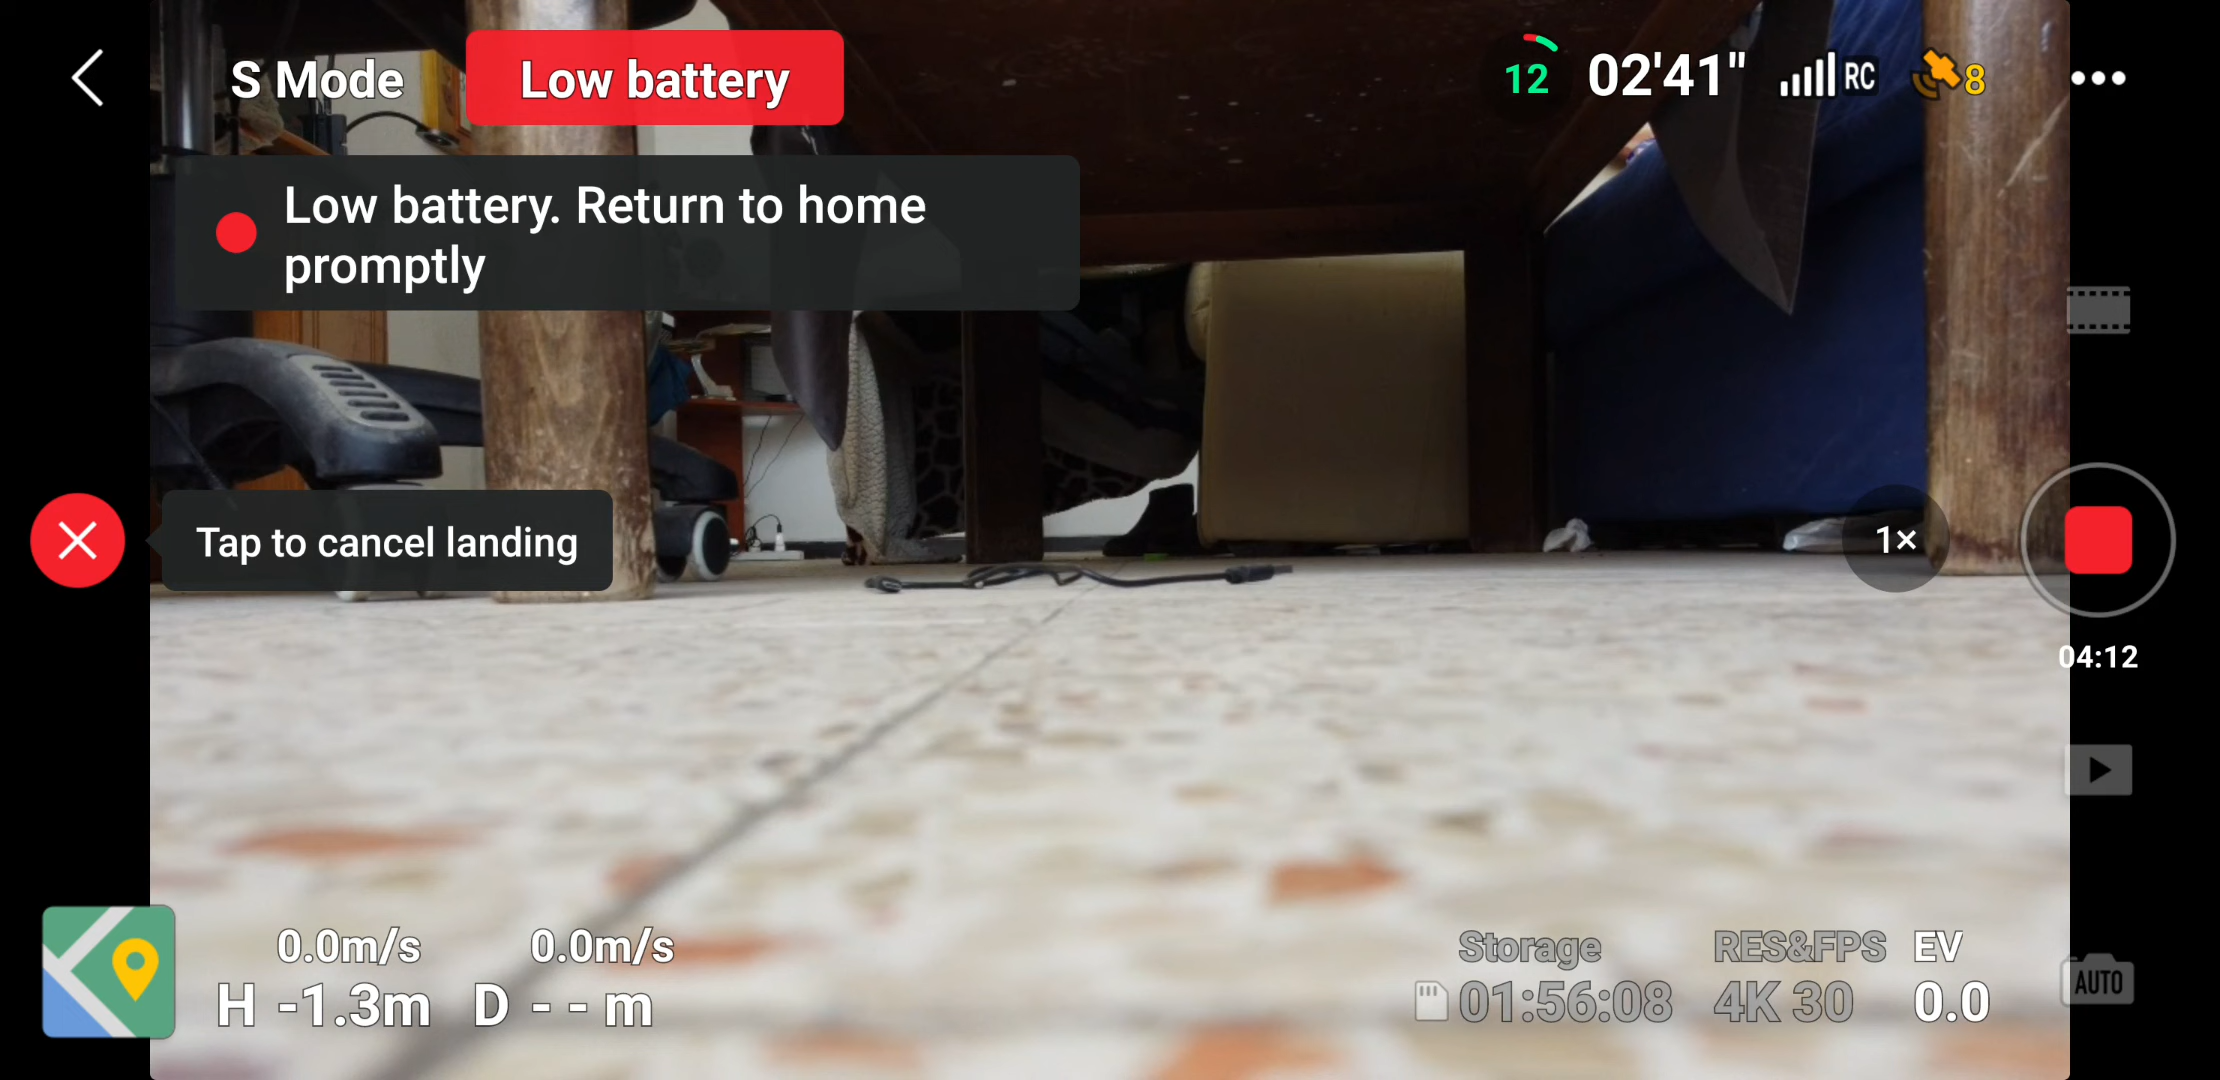 S Mode
Low battery
12
02'41"
RC
8
Low battery. Return to home
promptly
Tap to cancel landing
1×
04:12
0.0m/s
0.0m/s
H -1.3m
D - - m
Storage
01:56:08
RES&FPS
4K 30
EV
0.0
AUTO